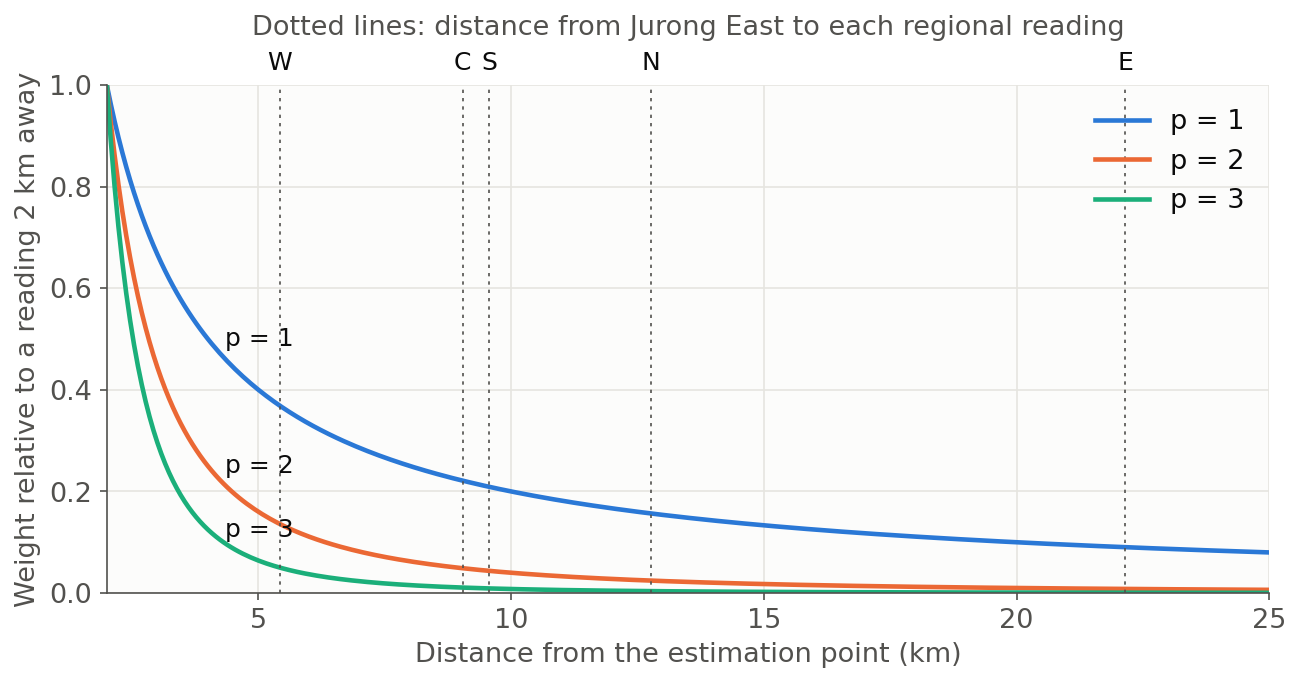 Dotted lines: distance from Jurong East to each regional reading
W C S N E
Weight relative to a reading 2 km away
1.0
0.8
0.6
0.4
0.2
0.0
p = 1
p = 2
p = 3
p = 1
p = 2
p = 3
5 10 15 20 25
Distance from the estimation point (km)